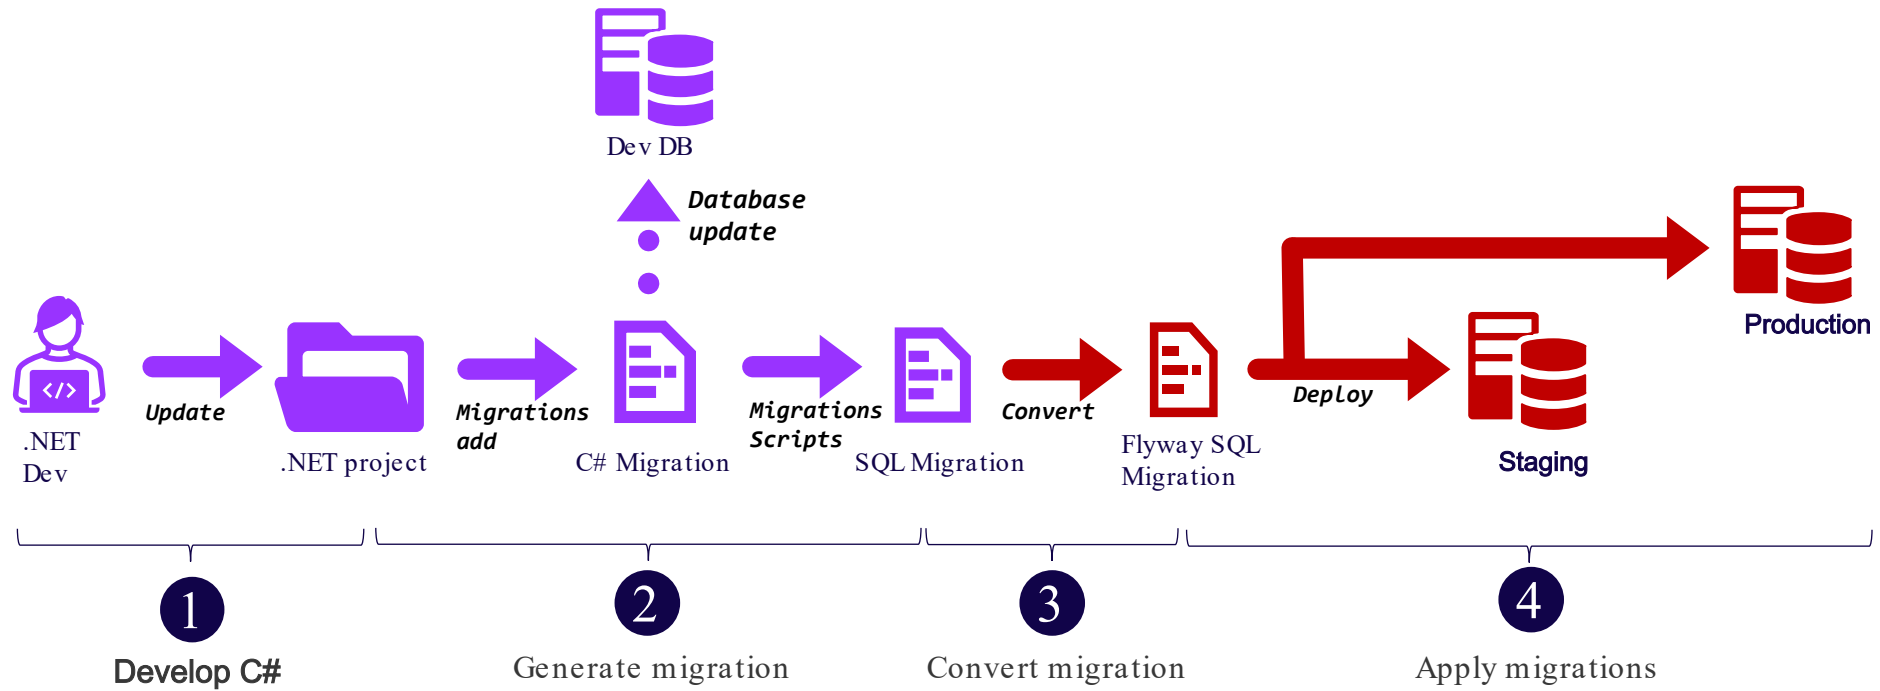 Dev DB
Database
update
Production
</>
Update
Migrations
add
Migrations
Scripts
Convert
Deploy
.NET
Dev
.NET project
C# Migration
SQL Migration
Flyway SQL
Migration
Staging
1
2
3
4
Develop C#
Generate migration
Convert migration
Apply migrations